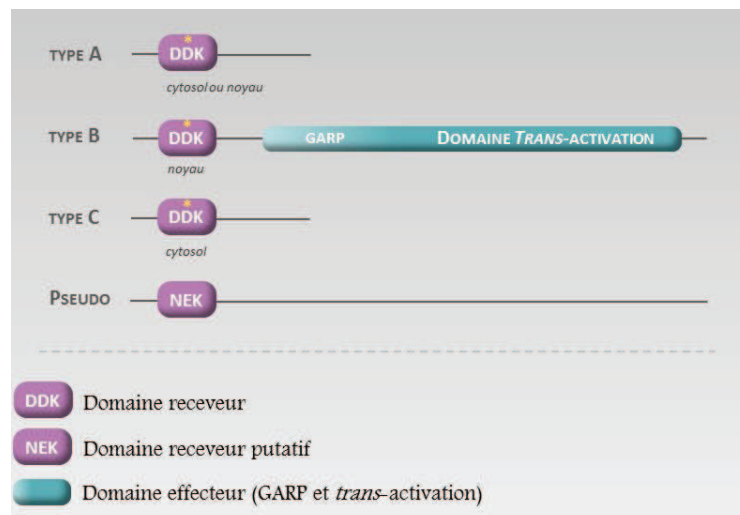 TYPE A DDK
cytosol ou noyau
TYPE B DDK GARP DOMAINE TRANS-ACTIVATION
noyau
TYPE C DDK
cytosol
PSEUDO NEK
DDK Domaine receveur
NEK Domaine receveur putatif
Domaine effecteur (GARP et trans-activation)